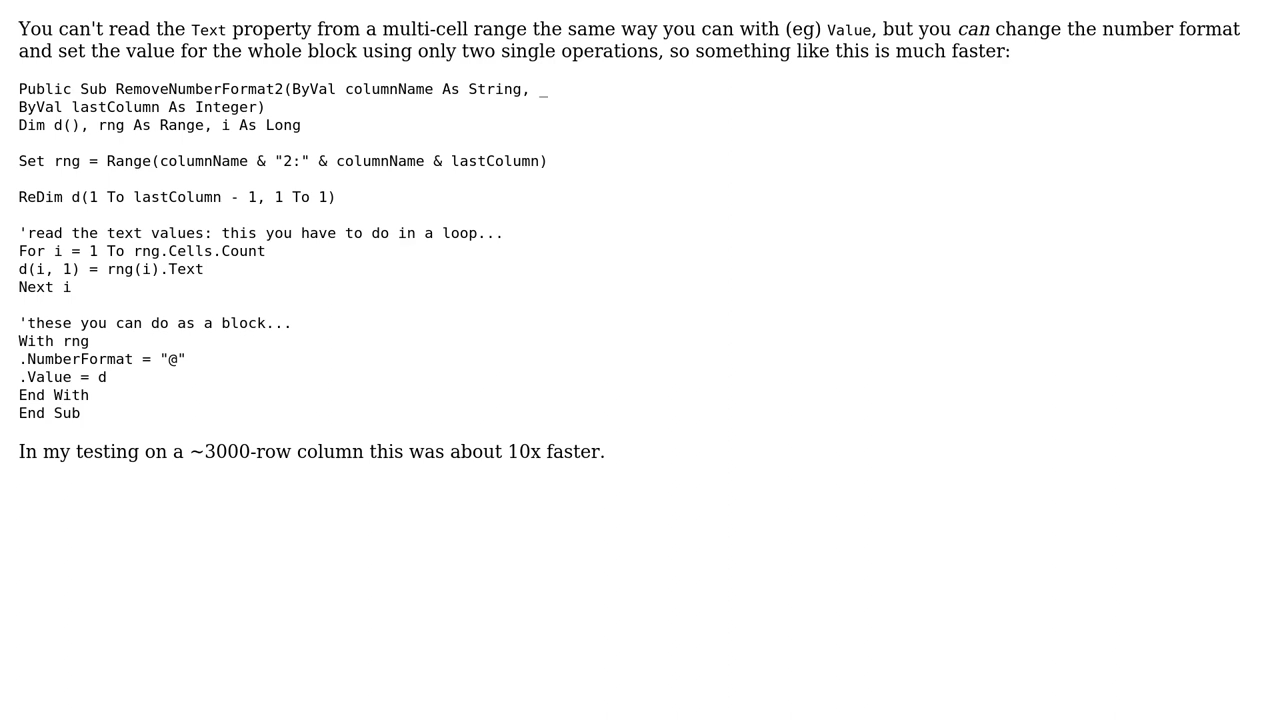 You can't read the Text property from a multi-cell range the same way you can with (eg) Value, but you can change the number format
and set the value for the whole block using only two single operations, so something like this is much faster:
Public Sub RemoveNumberFormat2(ByVal columnName As String, _
ByVal lastColumn As Integer)
Dim d(), rng As Range, i As Long
Set rng = Range(columnName & "2:" & columnName & lastColumn)
ReDim d(1 To lastColumn - 1, 1 To 1)
'read the text values: this you have to do in a loop...
For i = 1 To rng.Cells.Count
d(i, 1) = rng(i).Text
Next i
'these you can do as a block...
With rng
.NumberFormat = "@"
.Value = d
End With
End Sub
In my testing on a ~3000-row column this was about 10x faster.